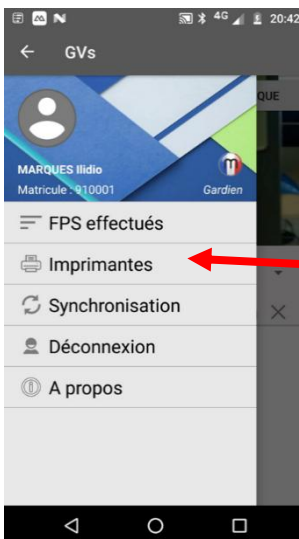 4G 20:42
GVs
QUE
MARQUES Ilidio
Matricule : 910001 Gardien
FPS effectués
Imprimantes
Synchronisation
Déconnexion
A propos